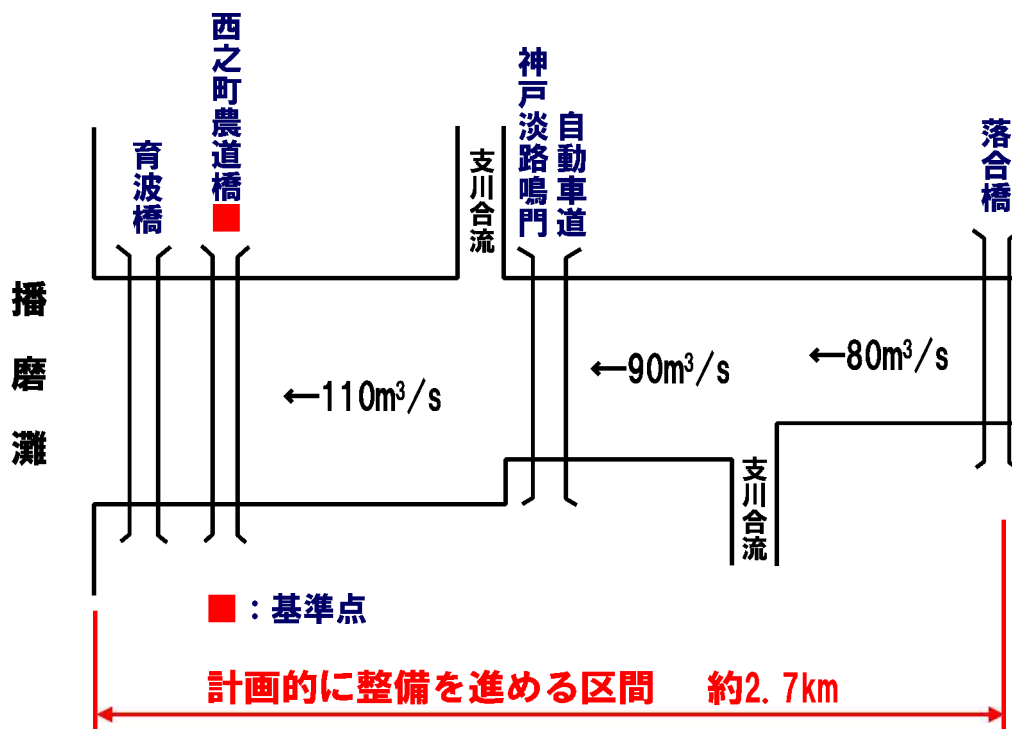 西之町農道橋
育波橋
神戸淡路鳴門
自動車道
落合橋
支川合流
播磨灘
←110m³/s
←90m³/s
←80m³/s
支川合流
■：基準点
計画的に整備を進める区間 約2.7km